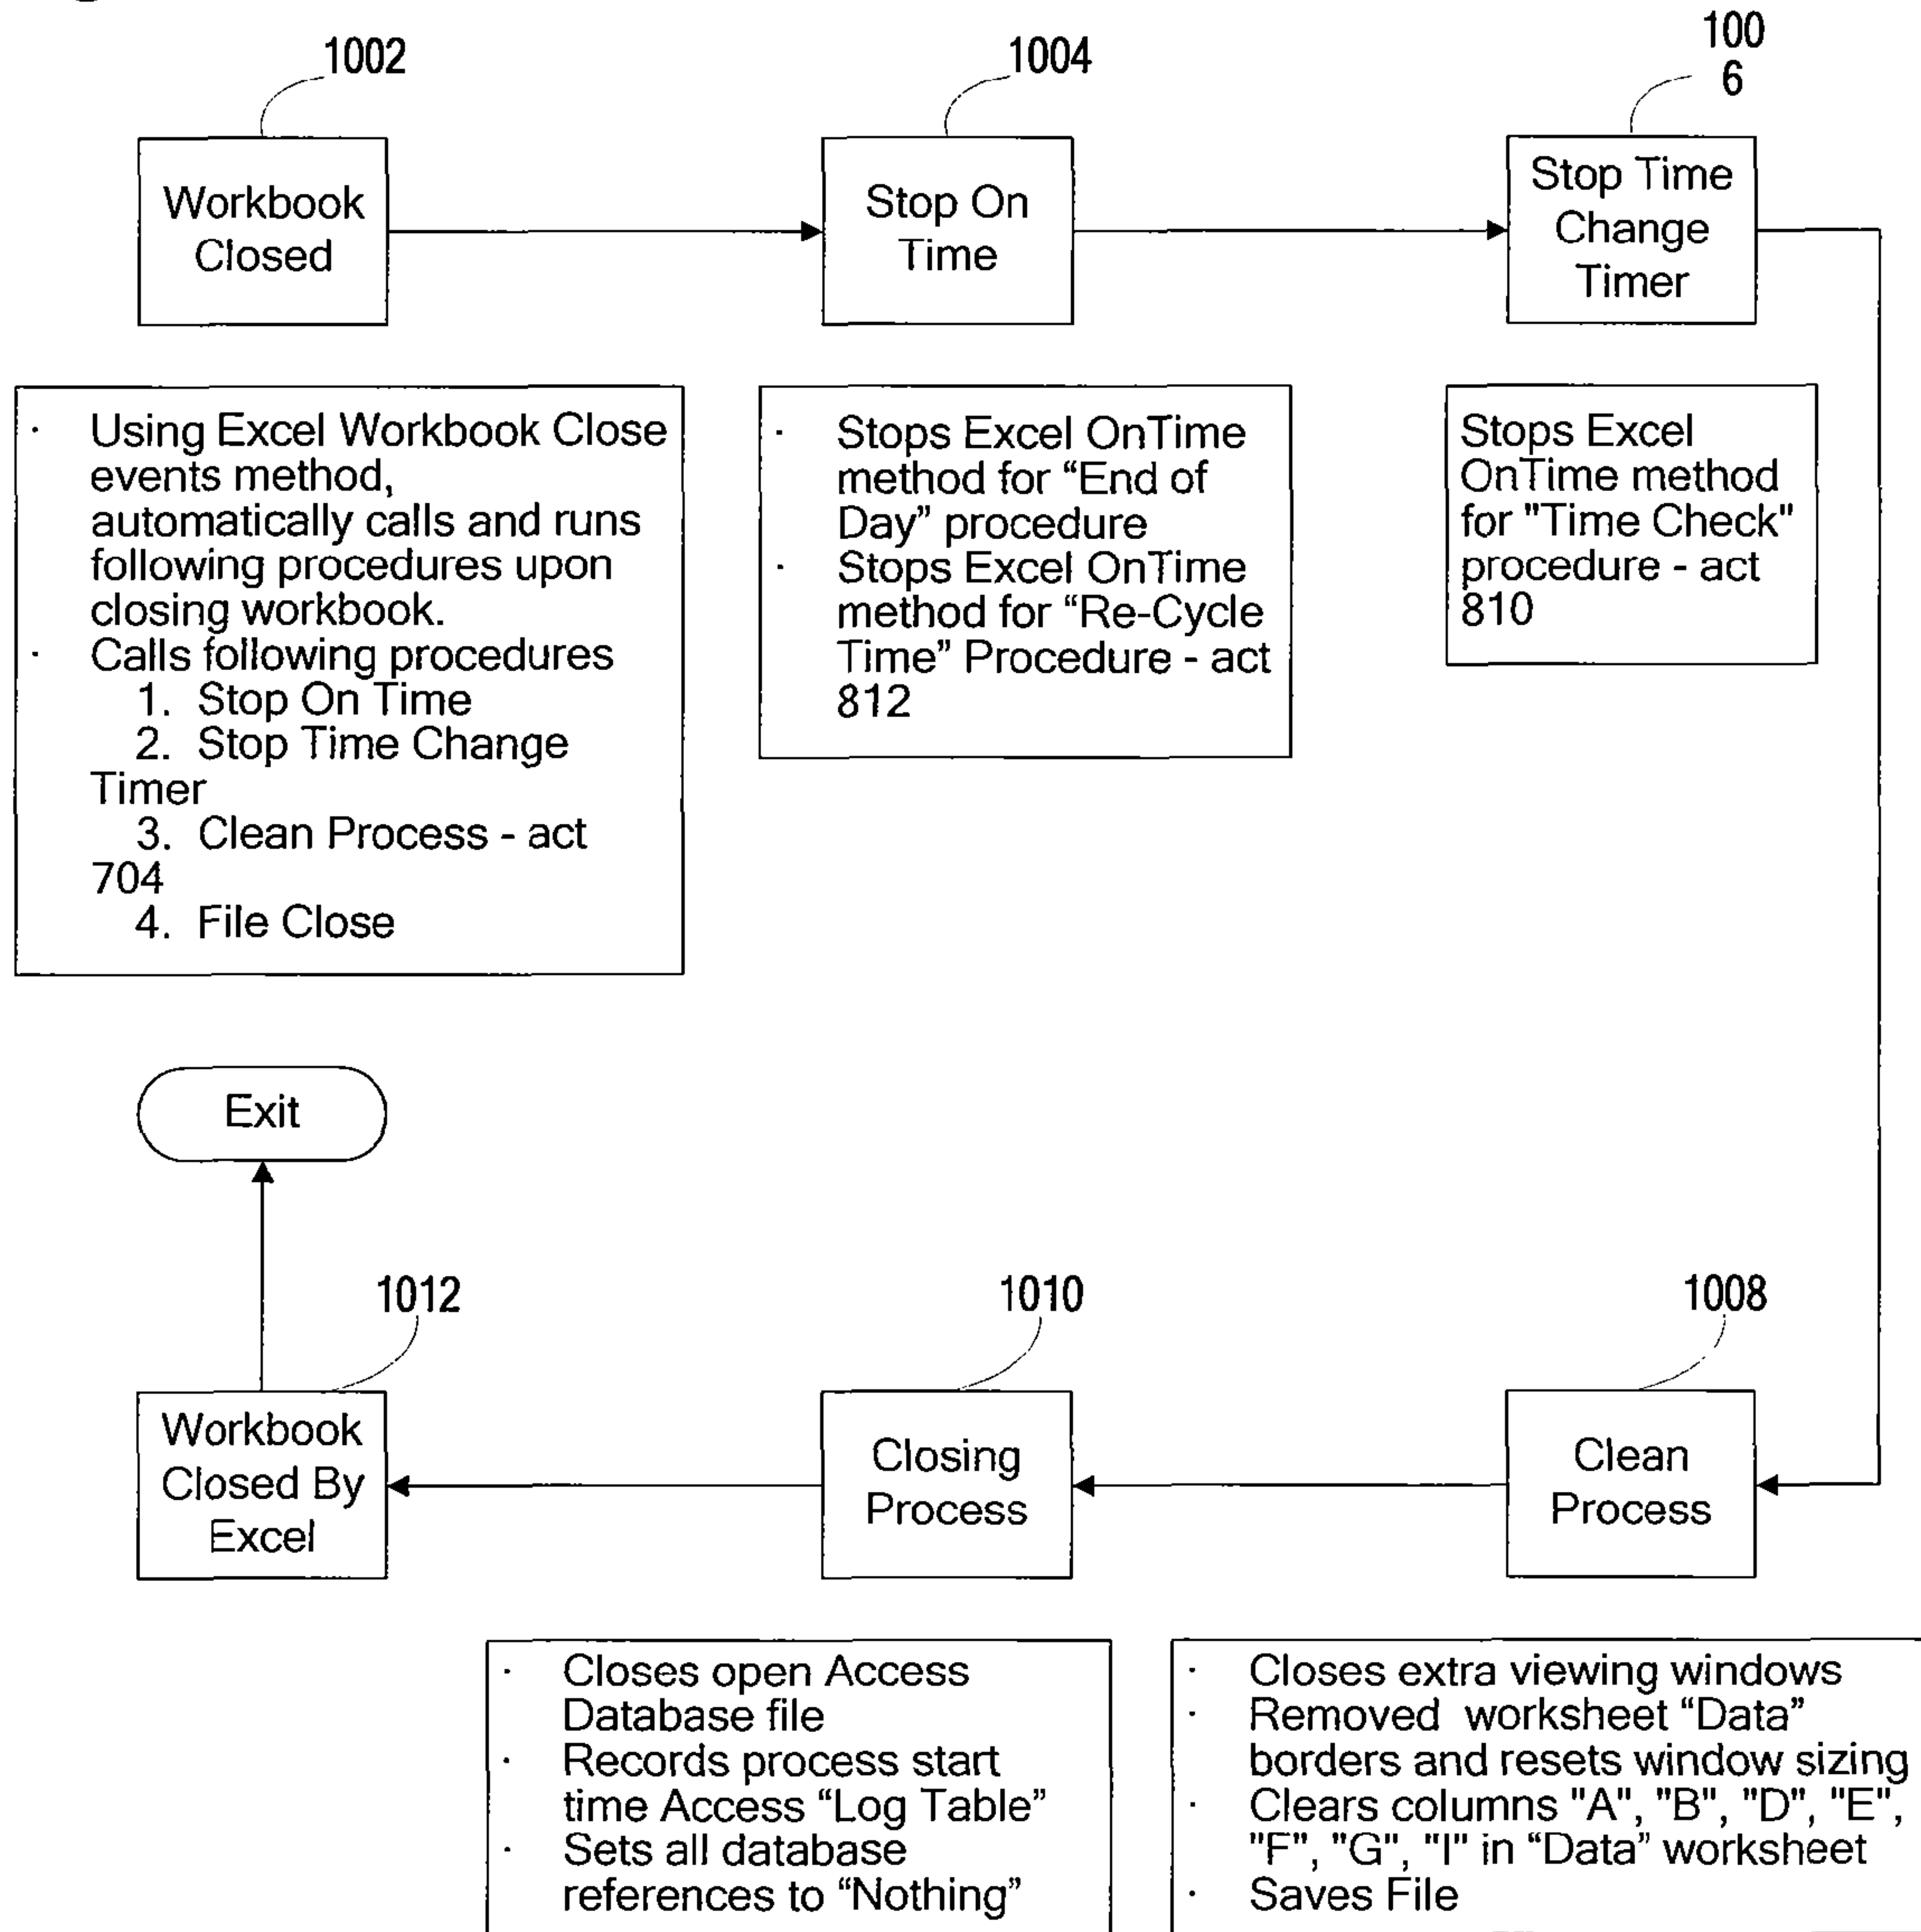 1002
Workbook
Closed
1004
Stop On
Time
100
6
Stop Time
Change
Timer
· Using Excel Workbook Close
events method,
automatically calls and runs
following procedures upon
closing workbook.
· Calls following procedures
1. Stop On Time
2. Stop Time Change
Timer
3. Clean Process - act
704
4. File Close
· Stops Excel OnTime
method for “End of
Day” procedure
· Stops Excel OnTime
method for “Re-Cycle
Time” Procedure - act
812
Stops Excel
OnTime method
for "Time Check"
procedure - act
810
Exit
1012
Workbook
Closed By
Excel
1010
Closing
Process
1008
Clean
Process
· Closes open Access
Database file
· Records process start
time Access “Log Table”
· Sets all database
references to “Nothing”
· Closes extra viewing windows
· Removed worksheet “Data”
borders and resets window sizing
· Clears columns "A", "B", "D", "E",
"F", "G", "I" in “Data” worksheet
· Saves File